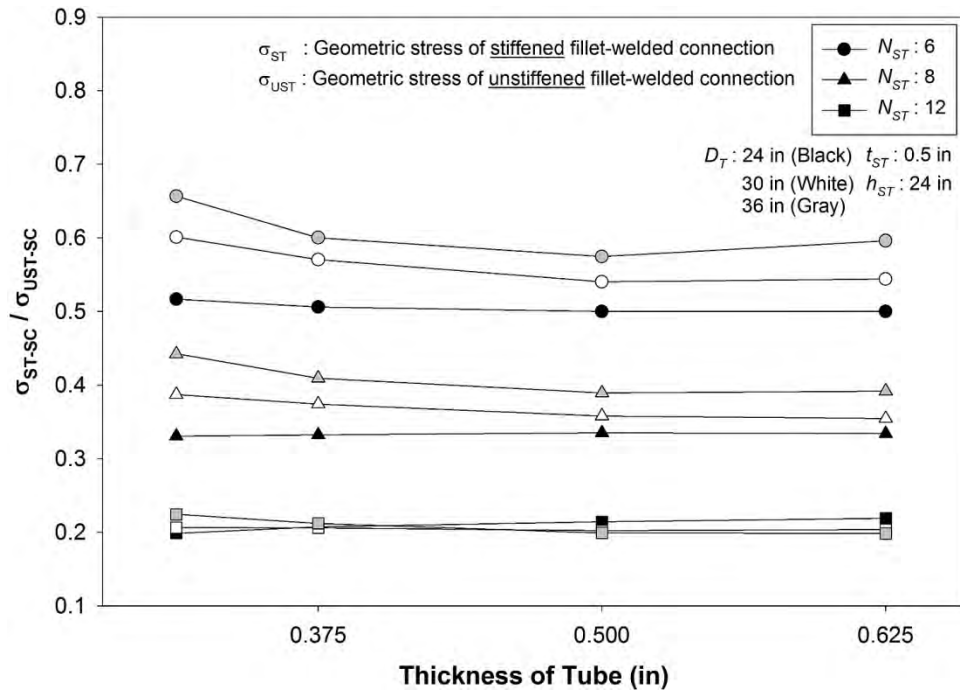 σST : Geometric stress of stiffened fillet-welded connection
σUST : Geometric stress of unstiffened fillet-welded connection
NST : 6
NST : 8
NST : 12
DT : 24 in (Black) tST : 0.5 in
30 in (White) hST : 24 in
36 in (Gray)
σST-SC / σUST-SC
0.9
0.8
0.7
0.6
0.5
0.4
0.3
0.2
0.1
0.375 0.500 0.625
Thickness of Tube (in)